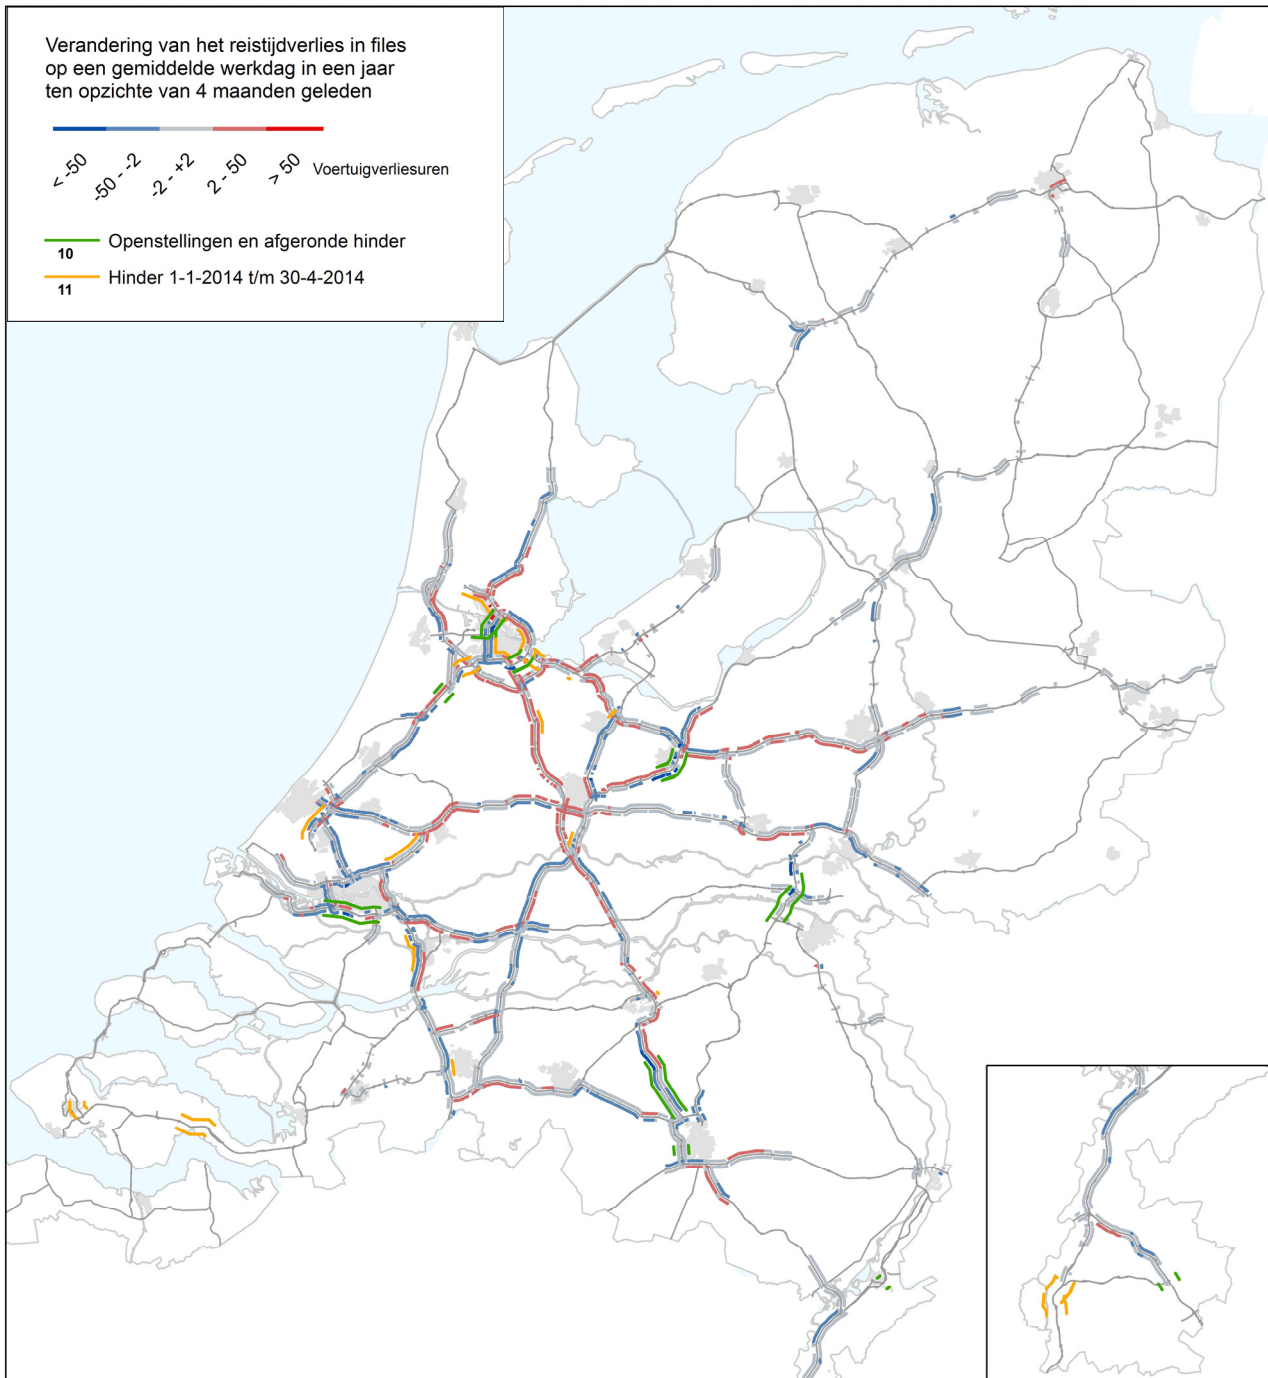 Verandering van het reistijdverlies in files
op een gemiddelde werkdag in een jaar
ten opzichte van 4 maanden geleden
< -50
-50 - -2
-2 - +2
2 - 50
> 50
Voertuigverliesuren
10 Openstellingen en afgeronde hinder
11 Hinder 1-1-2014 t/m 30-4-2014